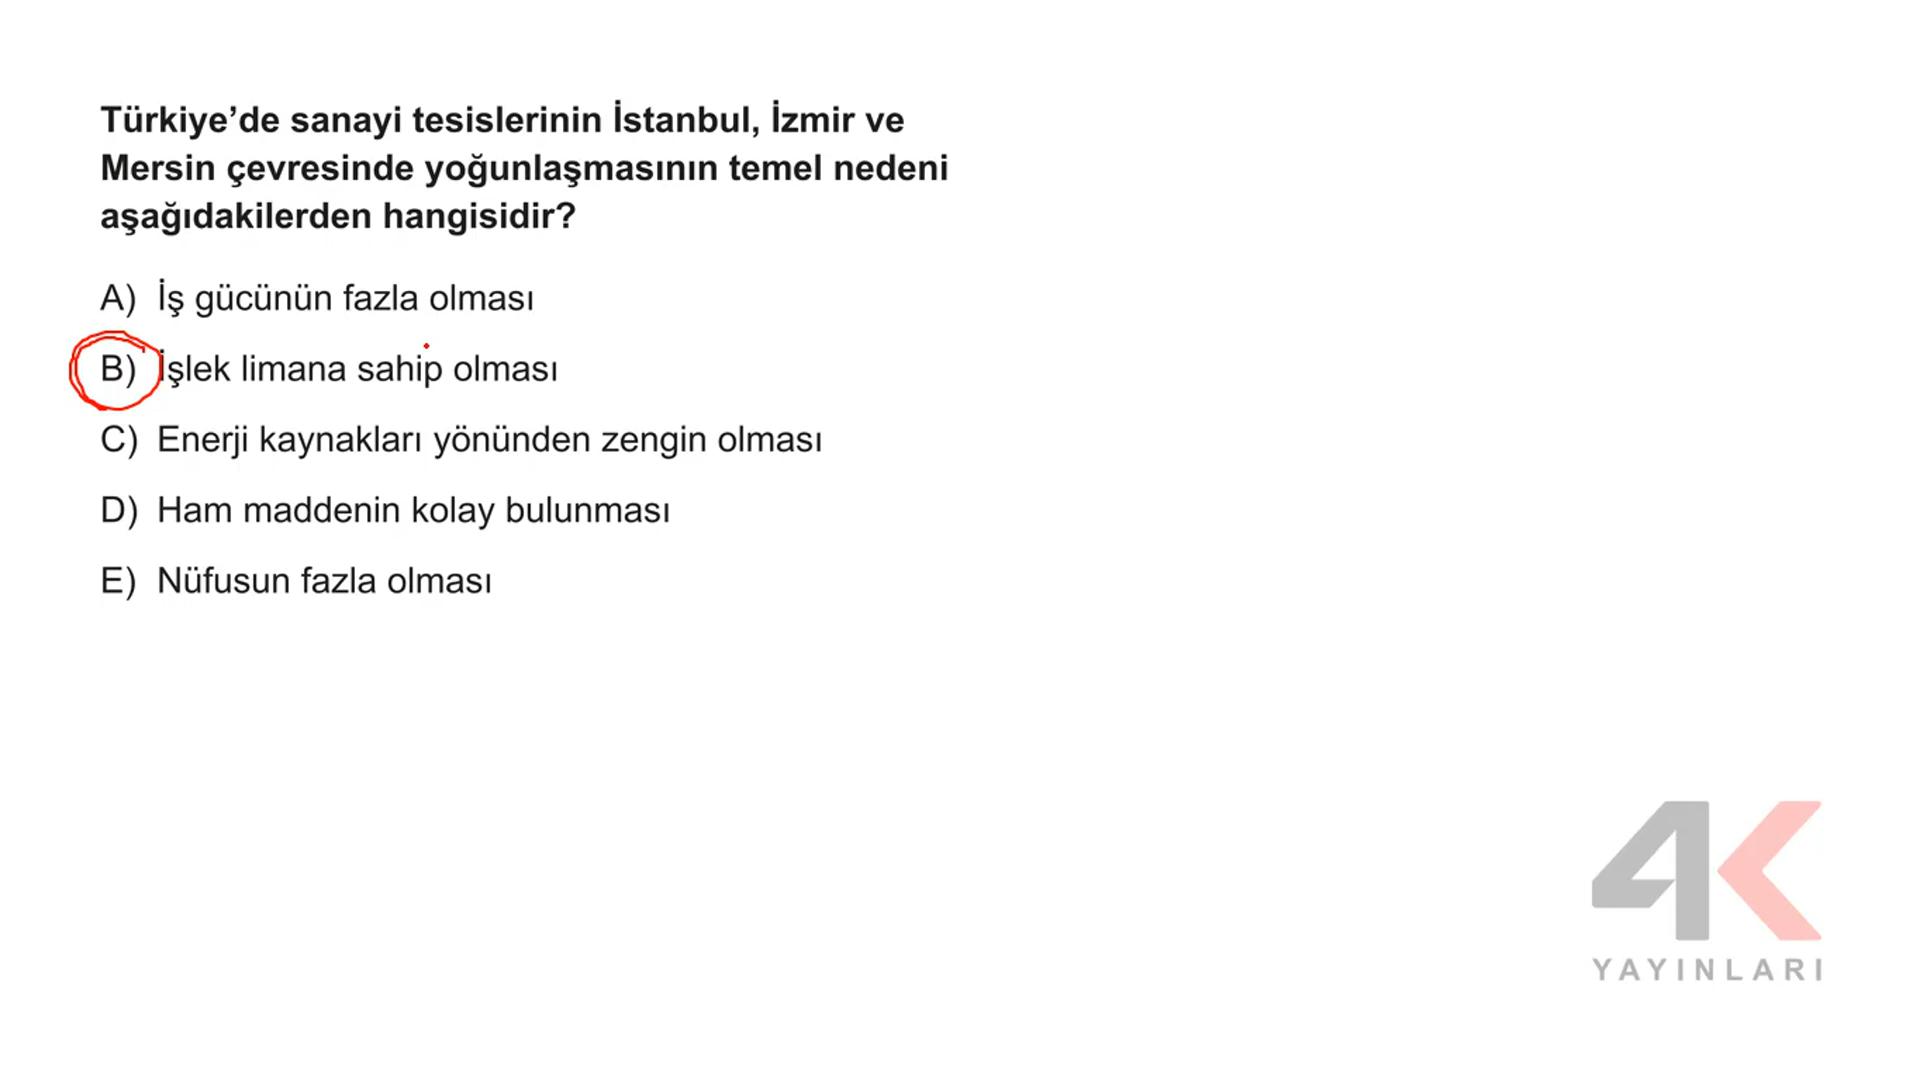 Türkiye’de sanayi tesislerinin İstanbul, İzmir ve
Mersin çevresinde yoğunlaşmasının temel nedeni
aşağıdakilerden hangisidir?
A) İş gücünün fazla olması
B) İşlek limana sahip olması
C) Enerji kaynakları yönünden zengin olması
D) Ham maddenin kolay bulunması
E) Nüfusun fazla olması
4K
YAYINLARI